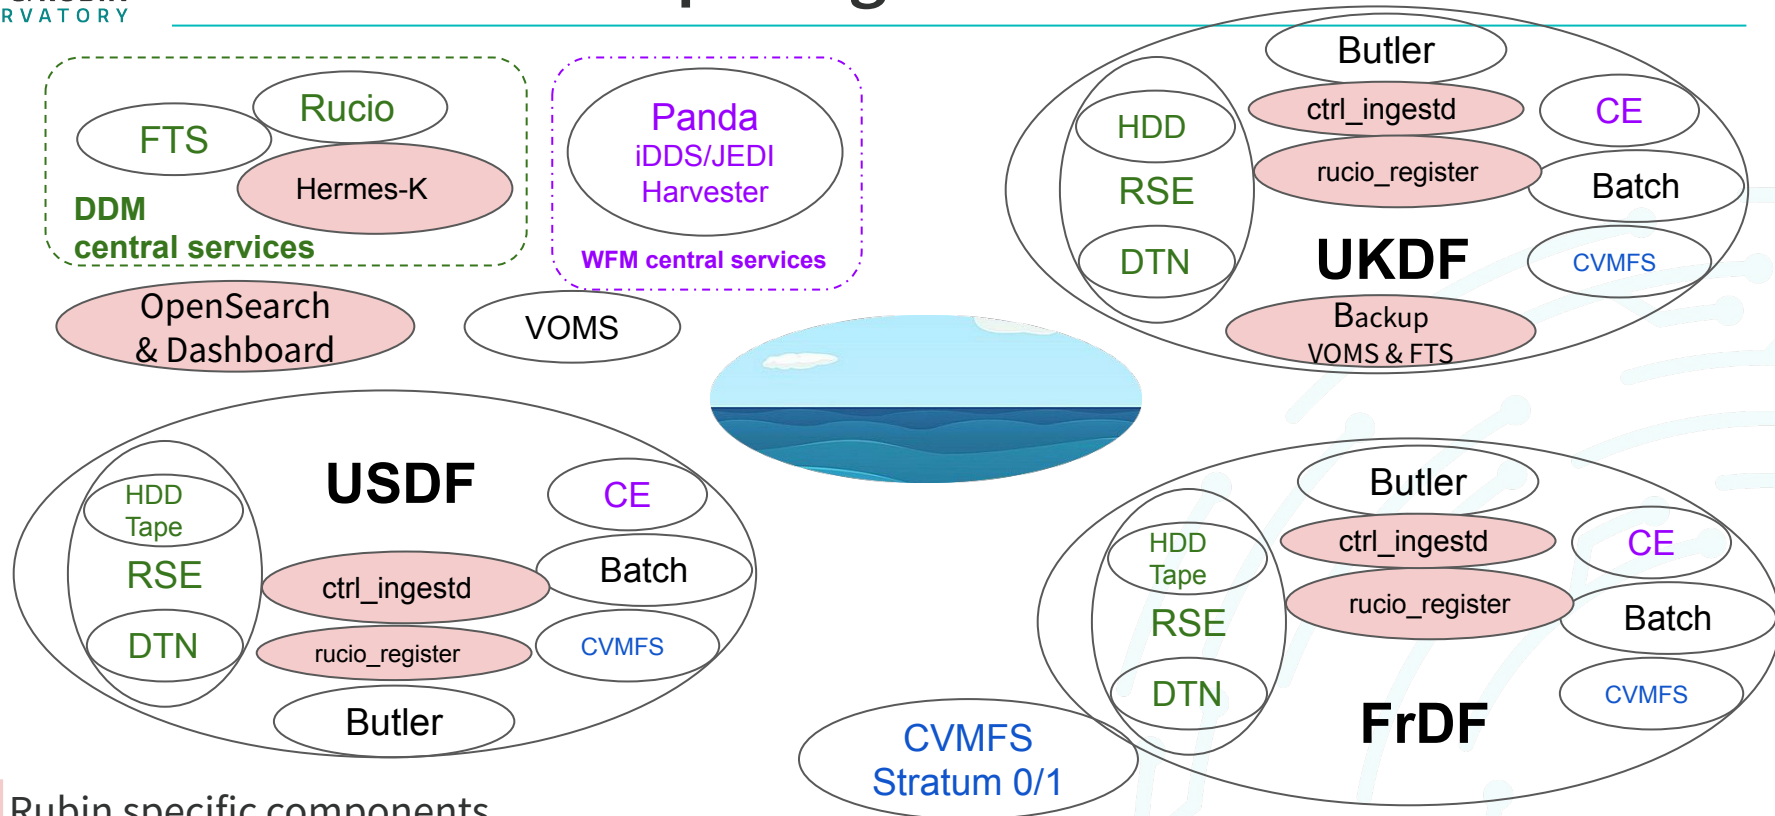 RVATORY
Rucio
FTS
Hermes-K
DDM
central services
Panda
iDDS/JEDI
Harvester
WFM central services
OpenSearch
& Dashboard
VOMS
Butler
ctrl_ingestd
rucio_register
HDD
RSE
DTN
CE
Batch
CVMFS
UKDF
Backup
VOMS & FTS
USDF
HDD
Tape
RSE
DTN
ctrl_ingestd
rucio_register
Butler
CE
Batch
CVMFS
Butler
ctrl_ingestd
rucio_register
HDD
Tape
RSE
DTN
CE
Batch
CVMFS
FrDF
CVMFS
Stratum 0/1
Rubin specific components